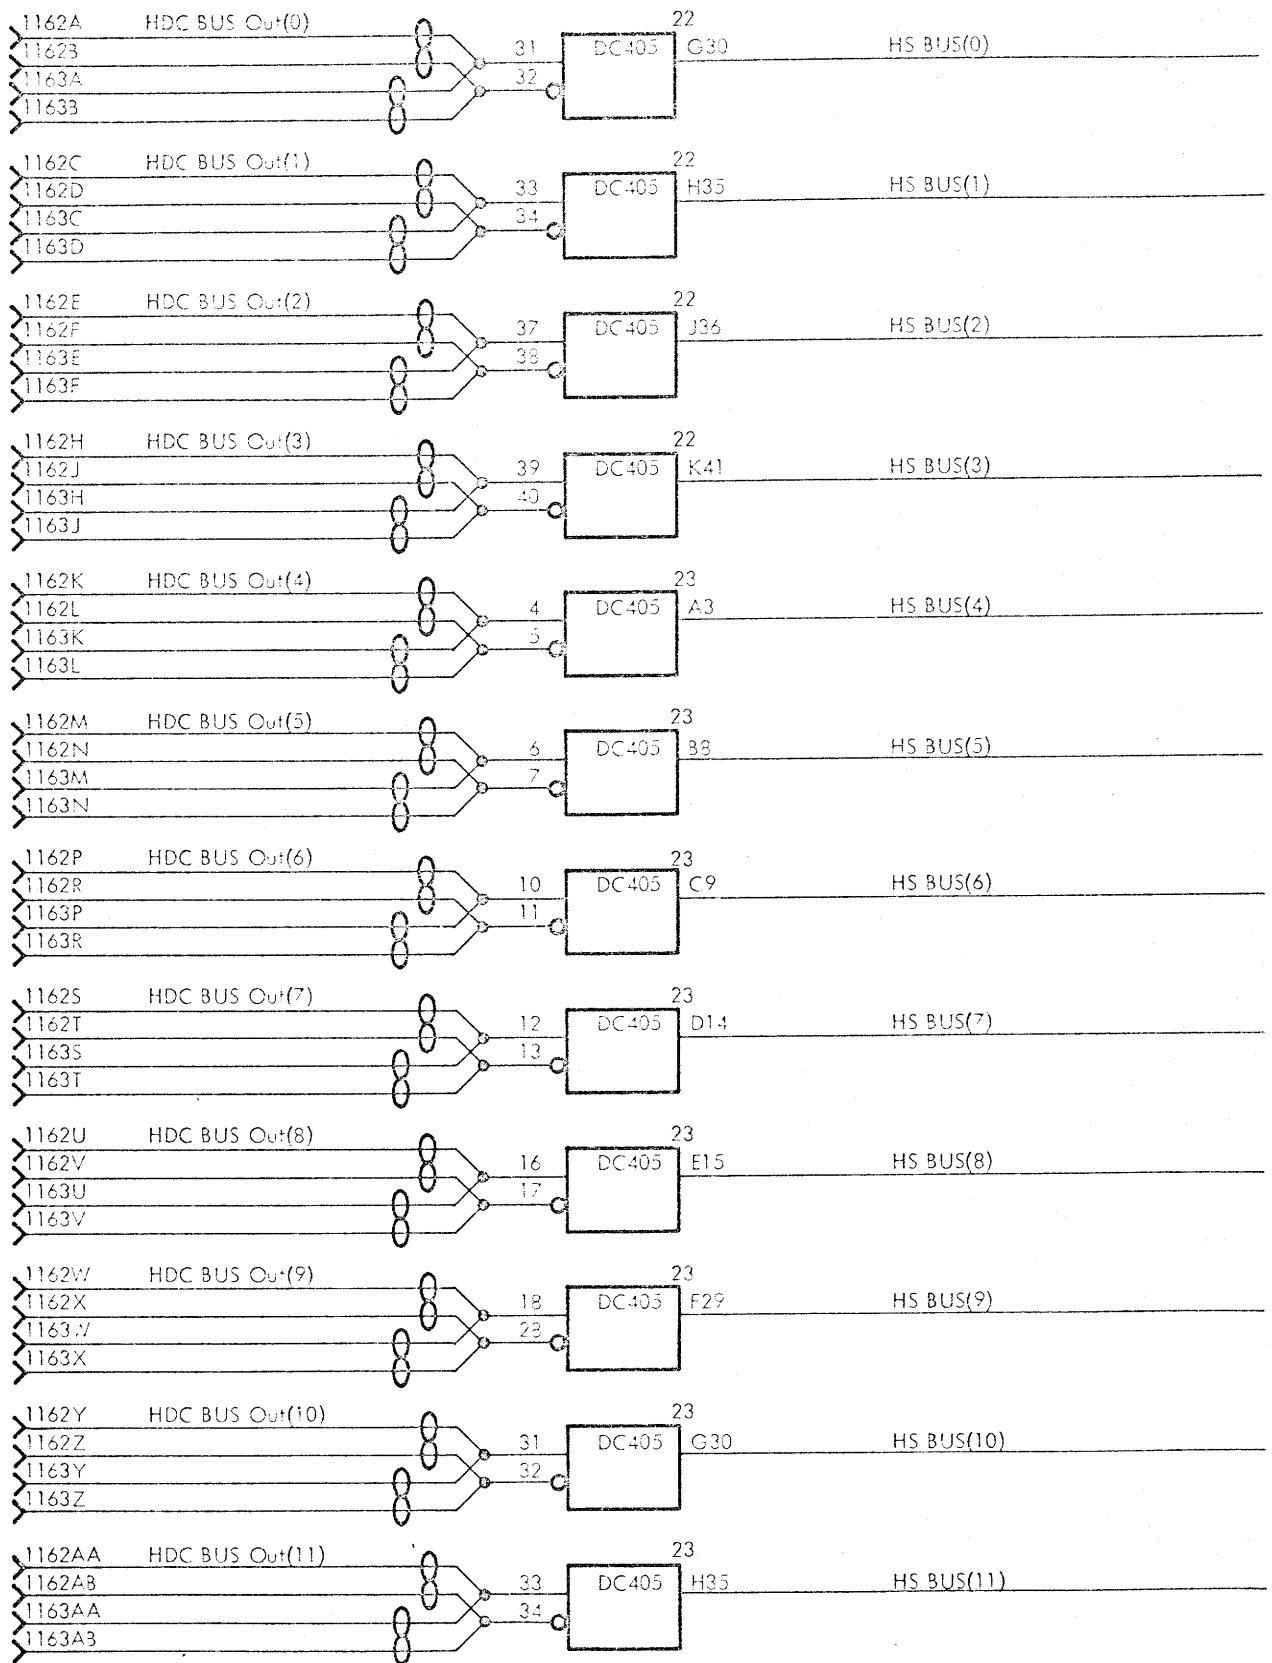 1162A HDC BUS Out(0) 22
1162B 31 DC405 G30 HS BUS(0)
1163A 32
1163B
1162C HDC BUS Out(1) 22
1162D 33 DC405 H35 HS BUS(1)
1163C 34
1163D
1162E HDC BUS Out(2) 22
1162F 37 DC405 J36 HS BUS(2)
1163E 38
1163F
1162H HDC BUS Out(3) 22
1162J 39 DC405 K41 HS BUS(3)
1163H 40
1163J
1162K HDC BUS Out(4) 23
1162L 4 DC405 A3 HS BUS(4)
1163K 5
1163L
1162M HDC BUS Out(5) 23
1162N 6 DC405 B8 HS BUS(5)
1163M 7
1163N
1162P HDC BUS Out(6) 23
1162R 10 DC405 C9 HS BUS(6)
1163P 11
1163R
1162S HDC BUS Out(7) 23
1162T 12 DC405 D14 HS BUS(7)
1163S 13
1163T
1162U HDC BUS Out(8) 23
1162V 16 DC405 E15 HS BUS(8)
1163U 17
1163V
1162W HDC BUS Out(9) 23
1162X 18 DC405 F29 HS BUS(9)
1163W 28
1163X
1162Y HDC BUS Out(10) 23
1162Z 31 DC405 G30 HS BUS(10)
1163Y 32
1163Z
1162AA HDC BUS Out(11) 23
1162AB 33 DC405 H35 HS BUS(11)
1163AA 34
1163AB